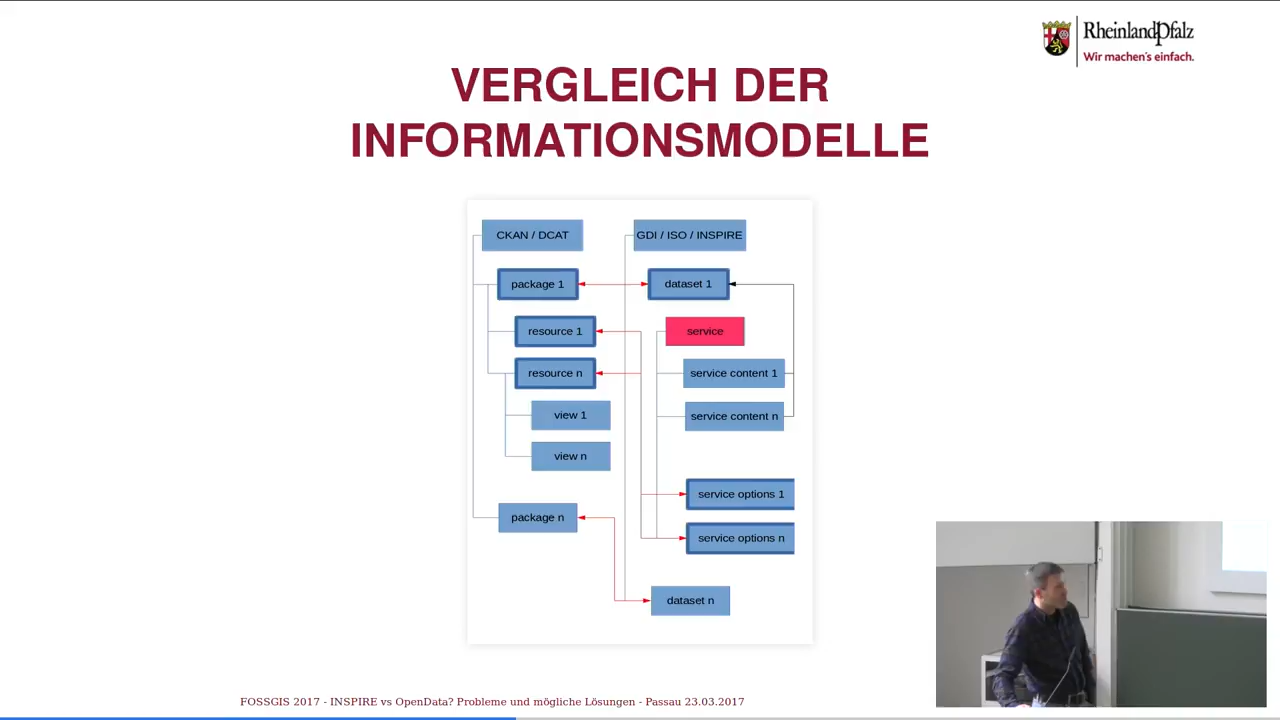 RheinlandPfalz
Wir machen's einfach.
VERGLEICH DER
INFORMATIONSMODELLE
CKAN / DCAT
GDI / ISO / INSPIRE
package 1
dataset 1
resource 1
service
resource n
service content 1
view 1
service content n
view n
service options 1
package n
service options n
dataset n
FOSSGIS 2017 - INSPIRE vs OpenData? Probleme und mögliche Lösungen - Passau 23.03.2017